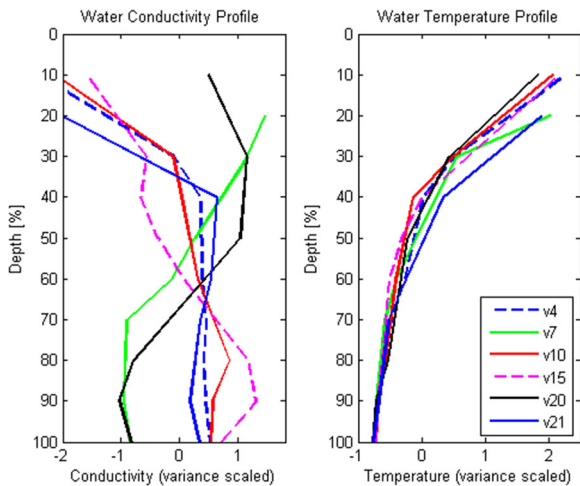 Water Conductivity Profile
0
10
20
30
40
50
60
70
80
90
100
Depth [%]
-2
-1
0
1
Conductivity (variance scaled)
Water Temperature Profile
0
10
20
30
40
50
60
70
80
90
100
Depth [%]
-1
0
1
2
Temperature (variance scaled)
v4
v7
v10
v15
v20
v21